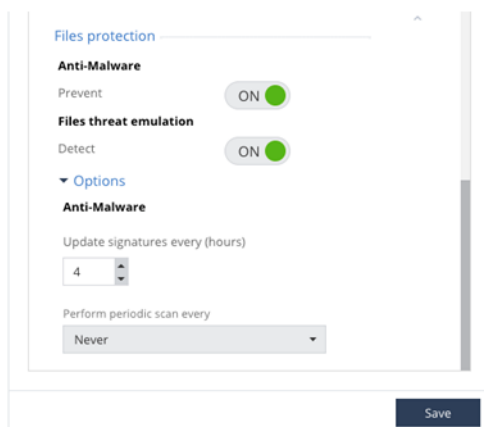 Files protection
Anti-Malware
Prevent
ON
Files threat emulation
Detect
ON
Options
Anti-Malware
Update signatures every (hours)
4
Perform periodic scan every
Never
Save